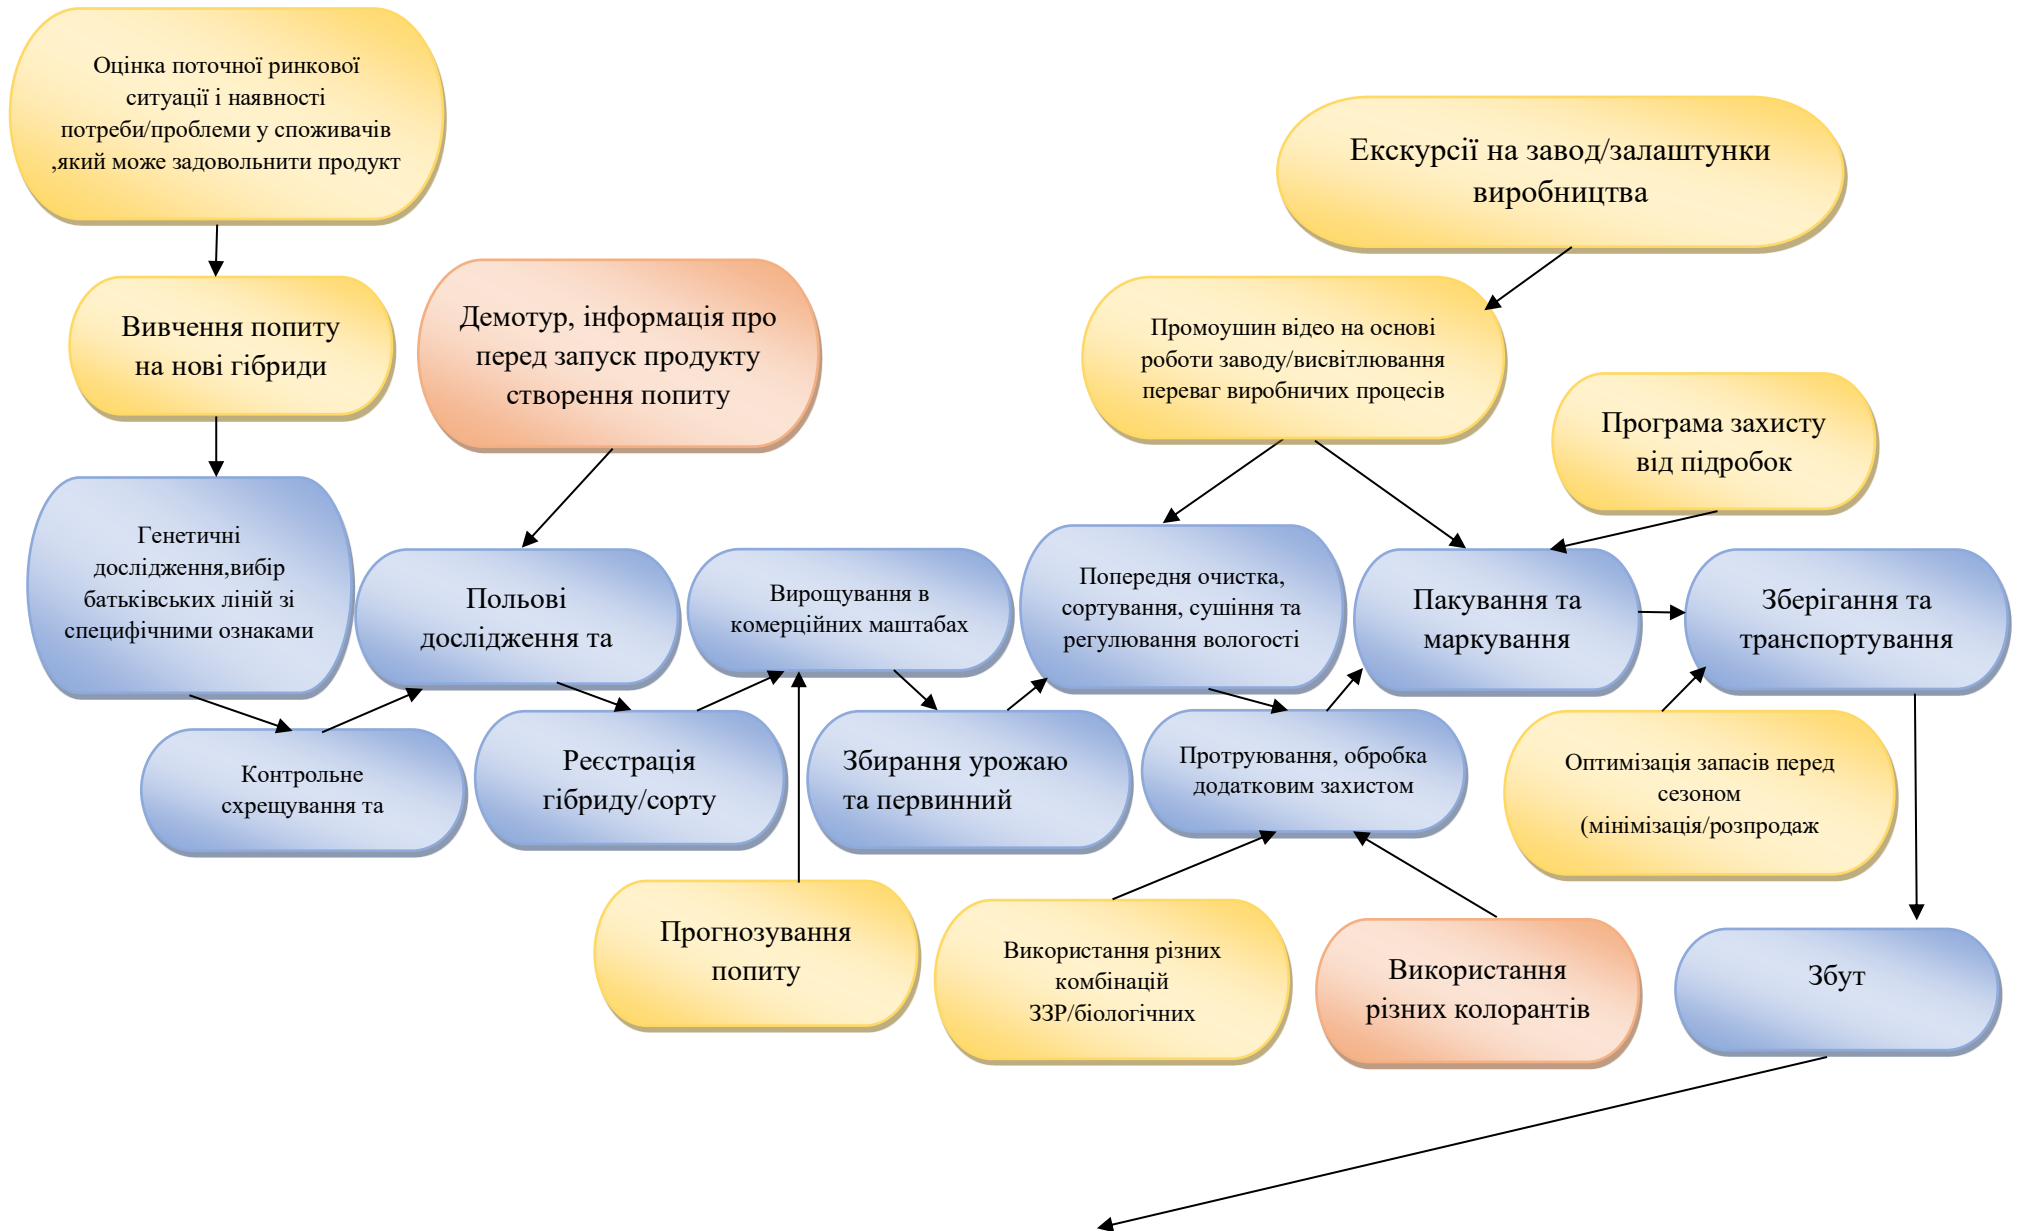 Оцінка поточної ринкової
ситуації і наявності
потреби/проблеми у споживачів
,який може задовольнити продукт
Екскурсії на завод/залаштунки
виробництва
Вивчення попиту
на нові гібриди
Демотур, інформація про
перед запуск продукту
створення попиту
Промоушин відео на основі
роботи заводу/висвітлювання
переваг виробничих процесів
Програма захисту
від підробок
Генетичні
дослідження,вибір
батьківських ліній зі
специфічними ознаками
Польові
дослідження та
Вирощування в
комерційних маштабах
Попередня очистка,
сортування, сушіння та
регулювання вологості
Пакування та
маркування
Зберігання та
транспортування
Контрольне
схрещування та
Реєстрація
гібриду/сорту
Збирання урожаю
та первинний
Протруювання, обробка
додатковим захистом
Оптимізація запасів перед
сезоном
(мінімізація/розпродаж
Прогнозування
попиту
Використання різних
комбінацій
ЗЗР/біологічних
Використання
різних колорантів
Збут